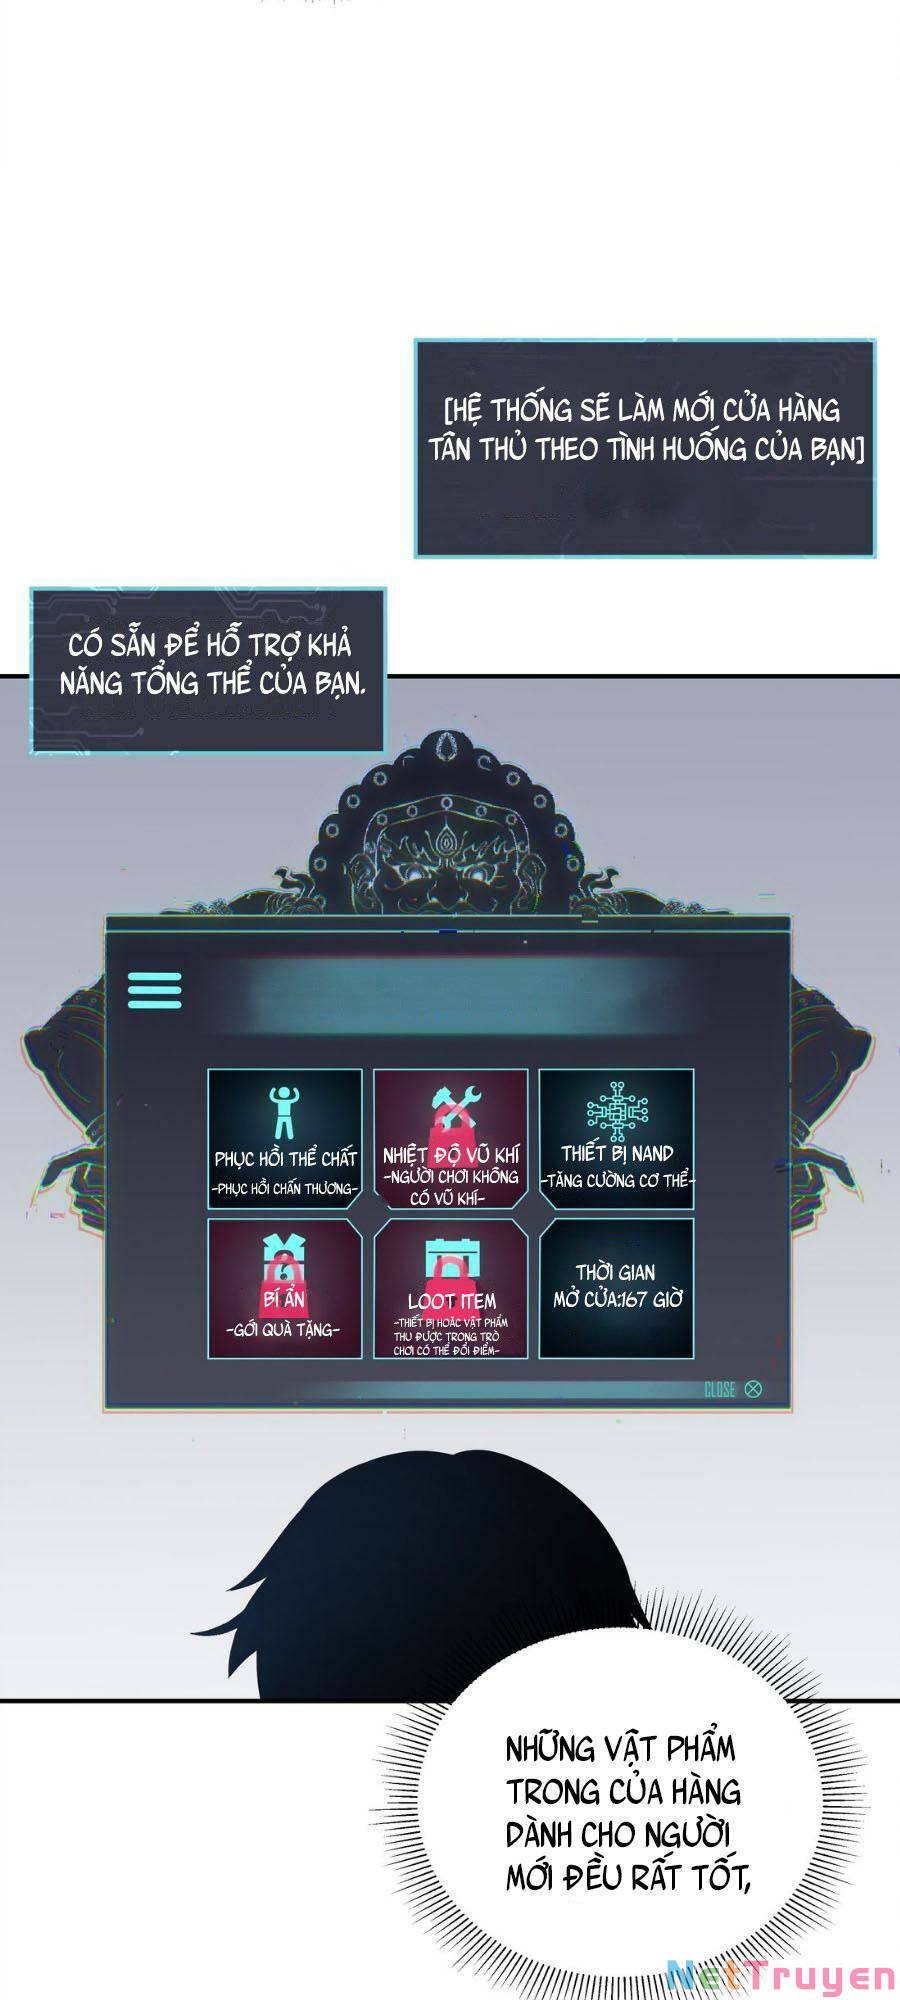 [HỆ THỐNG SẼ LÀM MỚI CỬA HÀNG
TÂN THỦ THEO TÌNH HUỐNG CỦA BẠN]
CÓ SẴN ĐỂ HỖ TRỢ KHẢ
NĂNG TỔNG THỂ CỦA BẠN.
PHỤC HỒI THỂ CHẤT
-PHỤC HỒI CHẤN THƯƠNG-
NHIỆT ĐỘ VŨ KHÍ
-NGƯỜI CHƠI KHÔNG
CÓ VŨ KHÍ-
THIẾT BỊ NAND
-TĂNG CƯỜNG CƠ THỂ-
BÍ ẨN
-GỚI QUÀ TẶNG-
LOOT ITEM
-THIẾT BỊ HOẶC VẬT PHẨM
THU ĐƯỢC TRONG TRÒ
CHƠI CÓ THỂ ĐỔI ĐIỂM-
THỜI GIAN
MỞ CỬA:167 GIỜ
CLOSE
NHỮNG VẬT PHẨM
TRONG CỦA HÀNG
DÀNH CHO NGƯỜI
MỚI ĐỀU RẤT TỐT,
NetTruyen